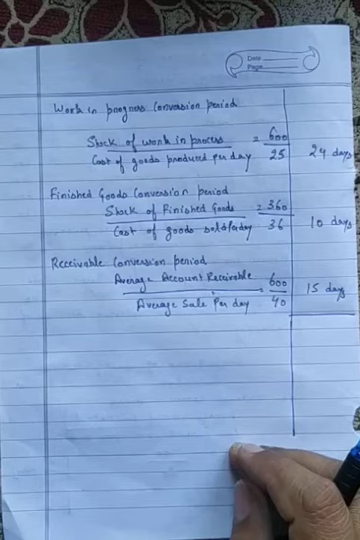 Date
Page
Work in progress Conversion period
Stock of work in process = 600
Cost of goods produced per day 25 24 days
Finished Goods Conversion period
Stock of Finished Goods = 360
Cost of goods sold per day 36 10 days
Receivable Conversion period
Average Account Receivable = 600
Average Sale Per day 40 15 days